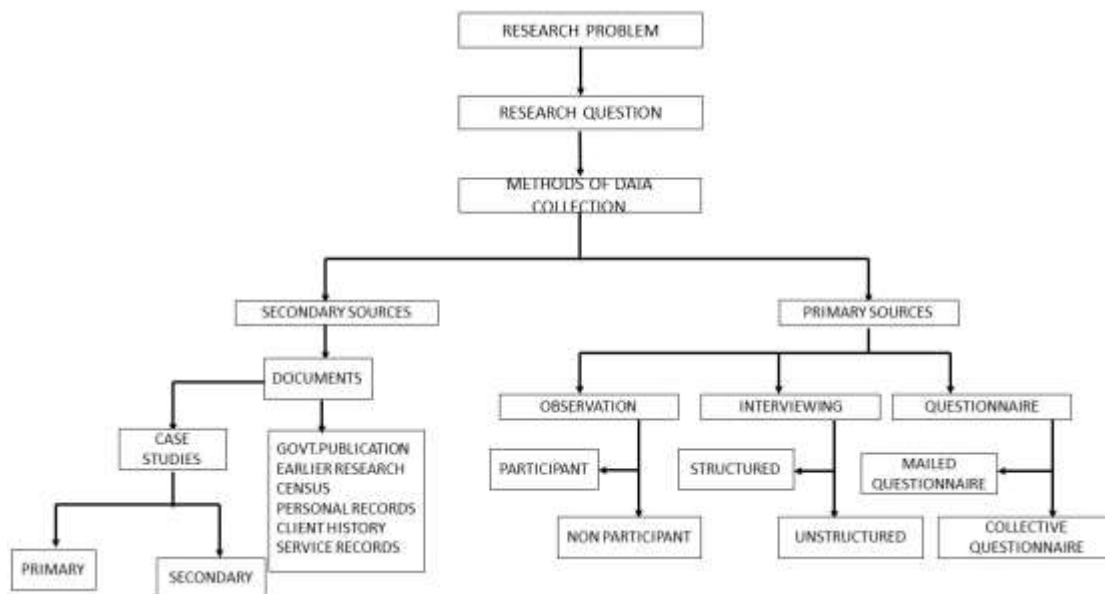 RESEARCH PROBLEM
RESEARCH QUESTION
METHODS OF DATA
COLLECTION
SECONDARY SOURCES
PRIMARY SOURCES
DOCUMENTS
OBSERVATION
INTERVIEWING
QUESTIONNAIRE
CASE
STUDIES
GOVT.PUBLICATION
EARLIER RESEARCH
CENSUS
PERSONAL RECORDS
CLIENT HISTORY
SERVICE RECORDS
PARTICIPANT
STRUCTURED
MAILED
QUESTIONNAIRE
NON PARTICIPANT
UNSTRUCTURED
COLLECTIVE
QUESTIONNAIRE
PRIMARY
SECONDARY